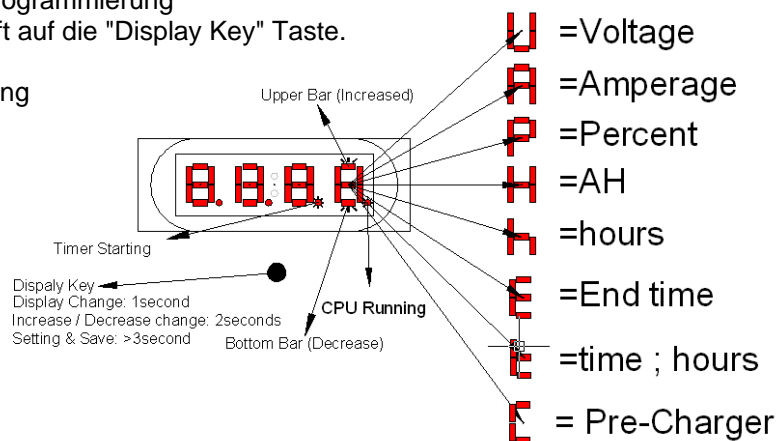 ogrammierung
ft auf die "Display Key" Taste.
ng
Upper Bar (Increased)
Timer Starting
Dispaly Key
Display Change: 1second
Increase / Decrease change: 2seconds
Setting & Save: >3second
CPU Running
Bottom Bar (Decrease)
U =Voltage
A =Amperage
P =Percent
H =AH
h =hours
E =End time
t =time ; hours
C = Pre-Charger